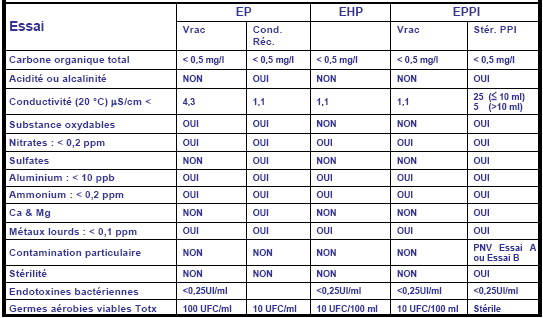 Essai EP EHP EPPI
Vrac Cond. Réc. Vrac Stér. PPI
Carbone organique total < 0,5 mg/l < 0,5 mg/l < 0,5 mg/l < 0,5 mg/l < 0,5 mg/l
Acidité ou alcalinité NON OUI NON NON OUI
Conductivité (20 °C) µS/cm < 4,3 1,1 1,1 1,1 25 (≤ 10 ml)
5 (>10 ml)
Substance oxydables OUI OUI NON NON OUI
Nitrates : < 0,2 ppm OUI OUI OUI OUI OUI
Sulfates NON OUI NON NON OUI
Aluminium : < 10 ppb OUI OUI OUI OUI OUI
Ammonium : < 0,2 ppm OUI OUI OUI OUI OUI
Ca & Mg NON OUI NON NON OUI
Métaux lourds : < 0,1 ppm OUI OUI OUI OUI OUI
Contamination particulaire NON NON NON NON PNV Essai A
ou Essai B
Stérilité NON NON NON NON OUI
Endotoxines bactériennes <0,25UI/ml <0,25UI/ml <0,25UI/ml <0,25UI/ml
Germes aérobies viables Totx 100 UFC/ml 10 UFC/ml 10 UFC/100 ml 10 UFC/100 ml Stérile